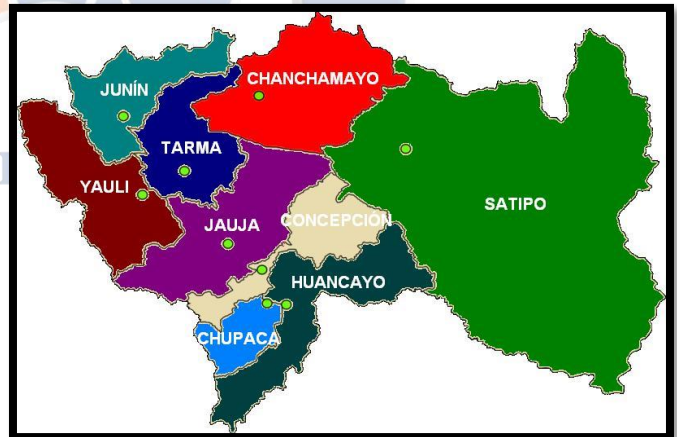 CHANCHAMAYO
JUNÍN
TARMA
YAULI
SATIPO
CONCEPCIÓN
JAUJA
HUANCAYO
CHUPACA